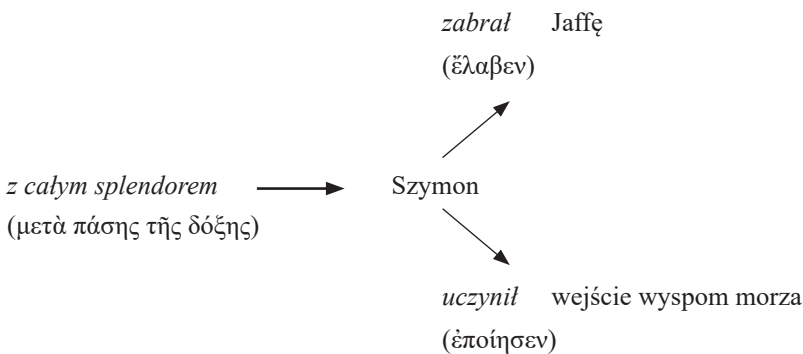 zabrał Jaffę
(ἔλαβεν)
z całym splendorem Szymon
(μετὰ πάσης τῆς δόξης)
uczynił wejście wyspom morza
(ἐποίησεν)